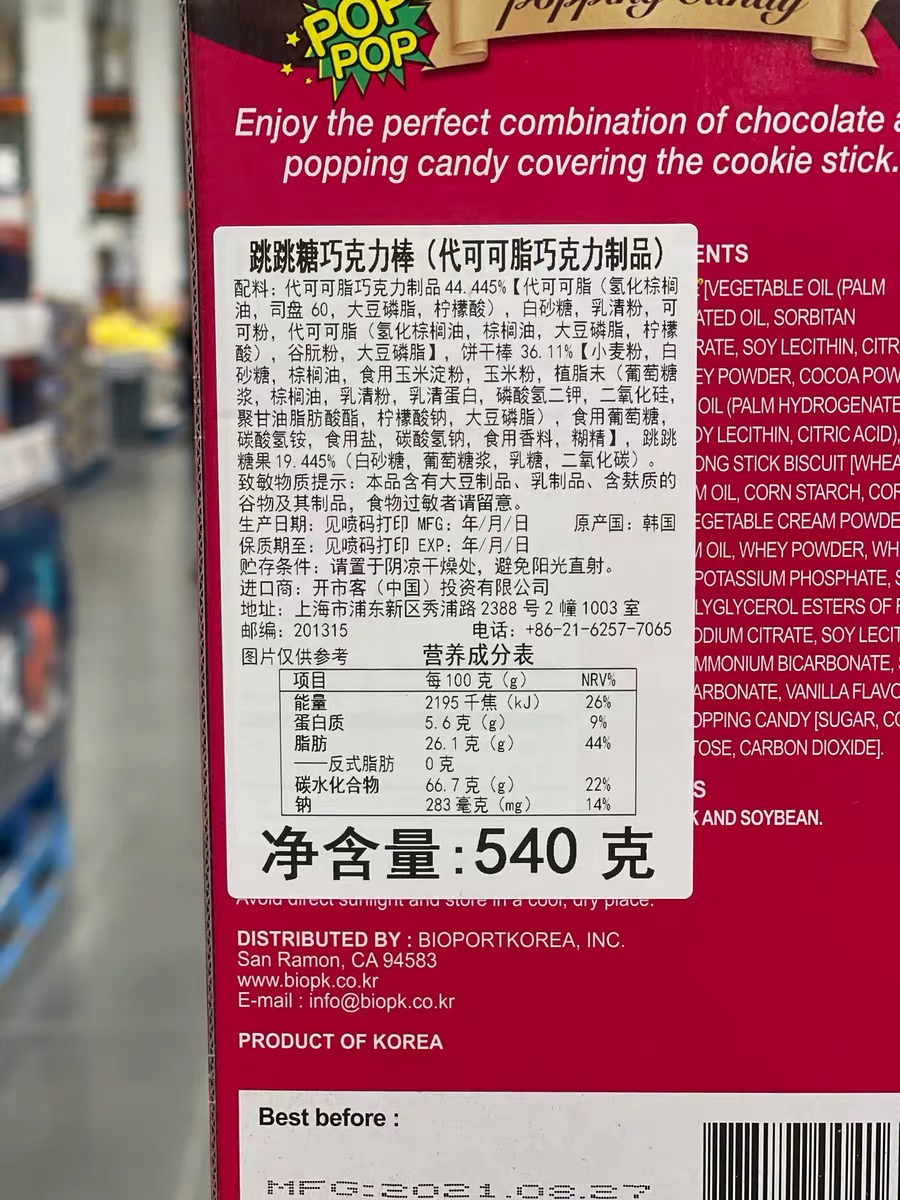 POP
POP
popping candy
Enjoy the perfect combination of chocolate
popping candy covering the cookie stick.
跳跳糖巧克力棒（代可可脂巧克力制品）
配料：代可可脂巧克力制品 44.445%【代可可脂（氢化棕榈
油，司盘 60，大豆磷脂，柠檬酸），白砂糖，乳清粉，可
可粉，代可可脂（氢化棕榈油，棕榈油，大豆磷脂，柠檬
酸），谷朊粉，大豆磷脂】，饼干棒 36.11%【小麦粉，白
砂糖，棕榈油，食用玉米淀粉，玉米粉，植脂末（葡萄糖
浆，棕榈油，乳清粉，乳清蛋白，磷酸氢二钾，二氧化硅，
聚甘油脂肪酸酯，柠檬酸钠，大豆磷脂），食用葡萄糖，
碳酸氢铵，食用盐，碳酸氢钠，食用香料，糊精】，跳跳
糖果 19.445%（白砂糖，葡萄糖浆，乳糖，二氧化碳）。
致敏物质提示：本品含有大豆制品、乳制品、含麸质的
谷物及其制品，食物过敏者请留意。
生产日期：见喷码打印 MFG：年/月/日 原产国：韩国
保质期至：见喷码打印 EXP：年/月/日
贮存条件：请置于阴凉干燥处，避免阳光直射。
进口商：开市客（中国）投资有限公司
地址：上海市浦东新区秀浦路 2388 号 2 幢 1003 室
邮编：201315 电话：+86-21-6257-7065
图片仅供参考 营养成分表
项目 每 100 克（g） NRV%
能量 2195 千焦（kJ） 26%
蛋白质 5.6 克（g） 9%
脂肪 26.1 克（g） 44%
——反式脂肪 0 克
碳水化合物 66.7 克（g） 22%
钠 283 毫克（mg） 14%
净含量:540 克
ENTS
[VEGETABLE OIL (PALM
ATED OIL, SORBITAN
RATE, SOY LECITHIN, CITR
EY POWDER, COCOA POW
OIL (PALM HYDROGENATE
OY LECITHIN, CITRIC ACID),
ONG STICK BISCUIT [WHEA
M OIL, CORN STARCH, COR
EGETABLE CREAM POWDE
M OIL, WHEY POWDER, WH
POTASSIUM PHOSPHATE, S
LYGLYCEROL ESTERS OF F
ODIUM CITRATE, SOY LECIT
MMONIUM BICARBONATE,
ARBONATE, VANILLA FLAVO
OPPING CANDY [SUGAR, CO
TOSE, CARBON DIOXIDE].
S
K AND SOYBEAN.
Avoid direct sunlight and store in a cool, dry place.
DISTRIBUTED BY : BIOPORTKOREA, INC.
San Ramon, CA 94583
www.biopk.co.kr
E-mail : info@biopk.co.kr
PRODUCT OF KOREA
Best before :
MFG:2021.08.27